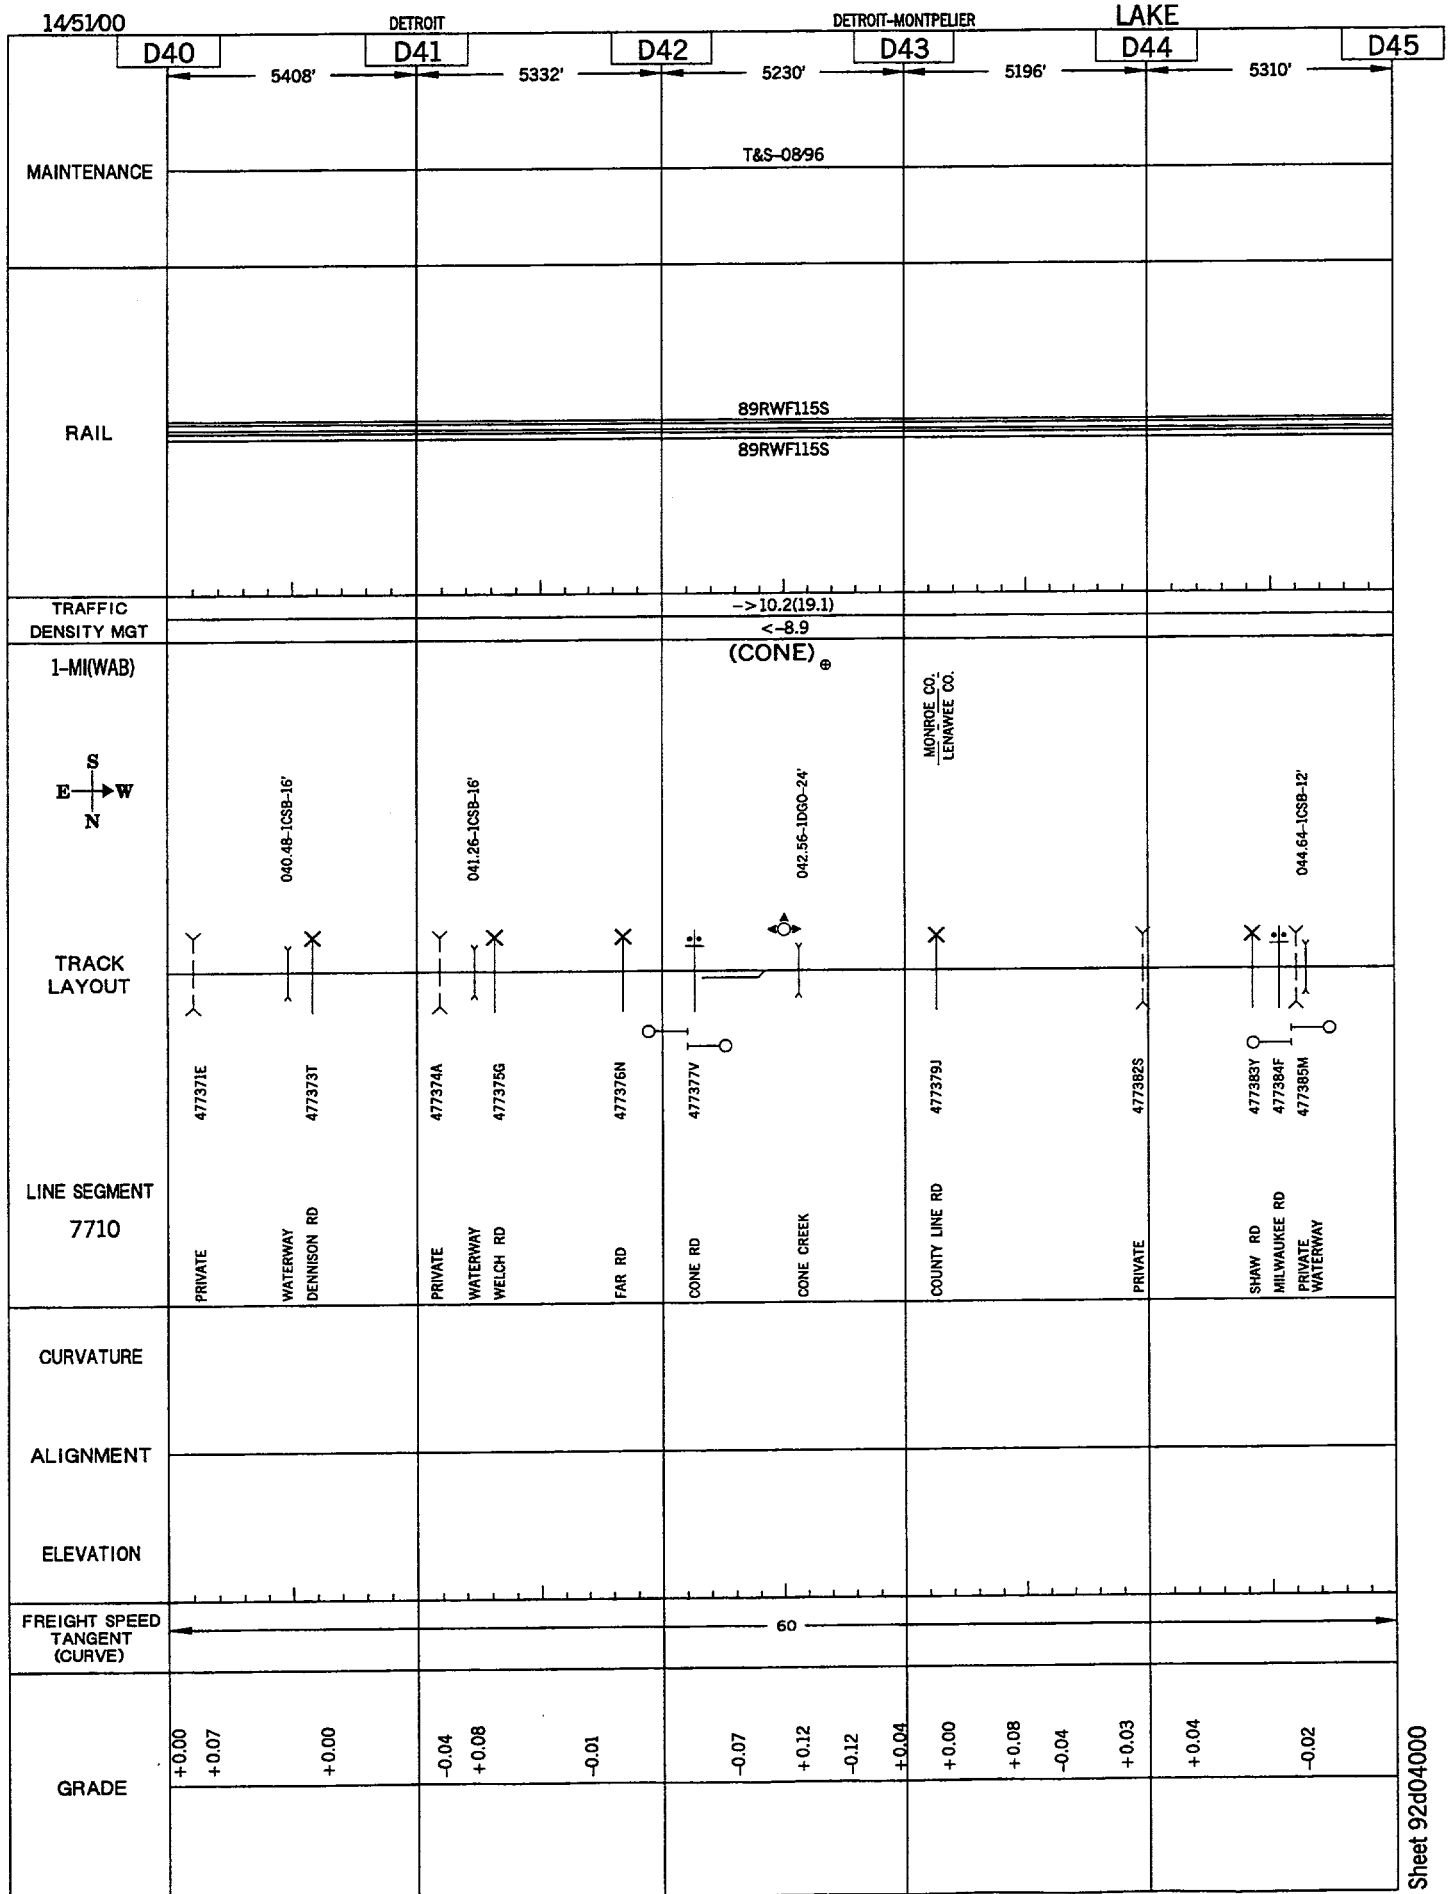 14/51/00 DETROIT DETROIT-MONTPELIER LAKE
D40 D41 D42 D43 D44 D45
5408' 5332' 5230' 5196' 5310'
MAINTENANCE
T&S-08/96
RAIL
89RWF115S
89RWF115S
TRAFFIC
DENSITY MGT
->10.2(19.1)
<-8.9
1-MI(WAB)
(CONE)
MONROE CO.
LENAWEE CO.
S
E W
N
040.48-1CSB-16'
041.26-1CSB-16'
042.56-1DGO-24'
044.64-1CSB-12'
TRACK
LAYOUT
477371E
477373T
477374A
477375G
477376N
477377V
477379J
477382S
477383Y
477384F
477385M
LINE SEGMENT
7710
PRIVATE
WATERWAY
DENNISON RD
PRIVATE
WATERWAY
WELCH RD
FAR RD
CONE RD
CONE CREEK
COUNTY LINE RD
PRIVATE
SHAW RD
MILWAUKEE RD
PRIVATE
WATERWAY
CURVATURE
ALIGNMENT
ELEVATION
FREIGHT SPEED
TANGENT
(CURVE)
60
GRADE
+0.00
+0.07
+0.00
-0.04
+0.08
-0.01
-0.07
+0.12
-0.12
+0.04
+0.00
+0.08
-0.04
+0.03
+0.04
-0.02
Sheet 92d04000